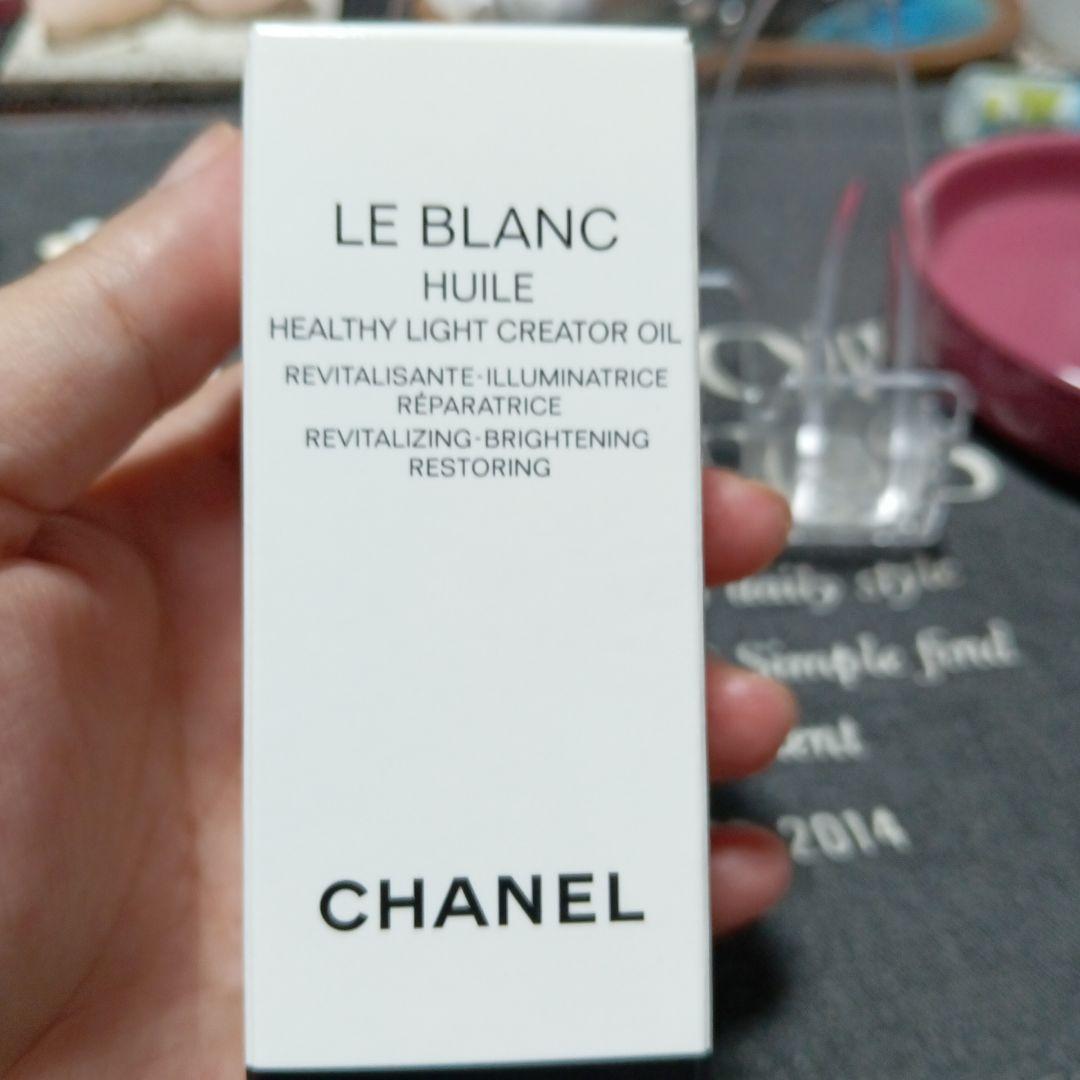 LE BLANC
HUILE
HEALTHY LIGHT CREATOR OIL
REVITALISANTE-ILLUMINATRICE
RÉPARATRICE
REVITALIZING-BRIGHTENING
RESTORING
CHANEL
daily style
Simple find
2014